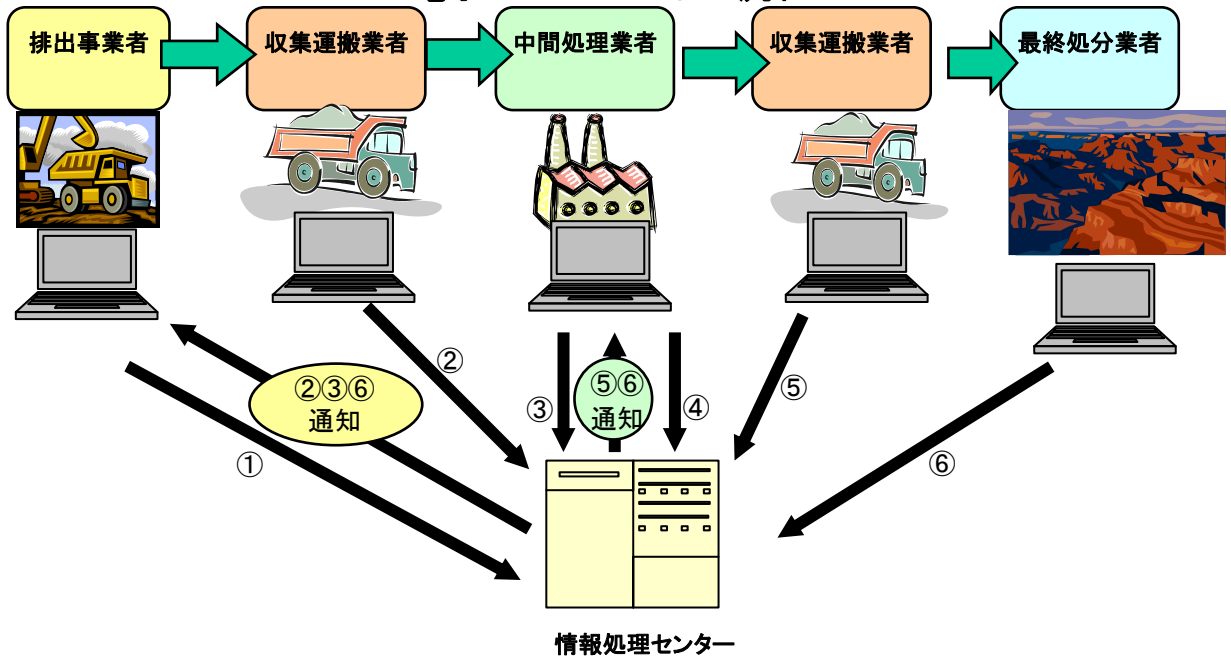 排出事業者
収集運搬業者
中間処理業者
収集運搬業者
最終処分業者
②③⑥
通知
①
②
③
⑤⑥
通知
④
⑤
⑥
情報処理センター